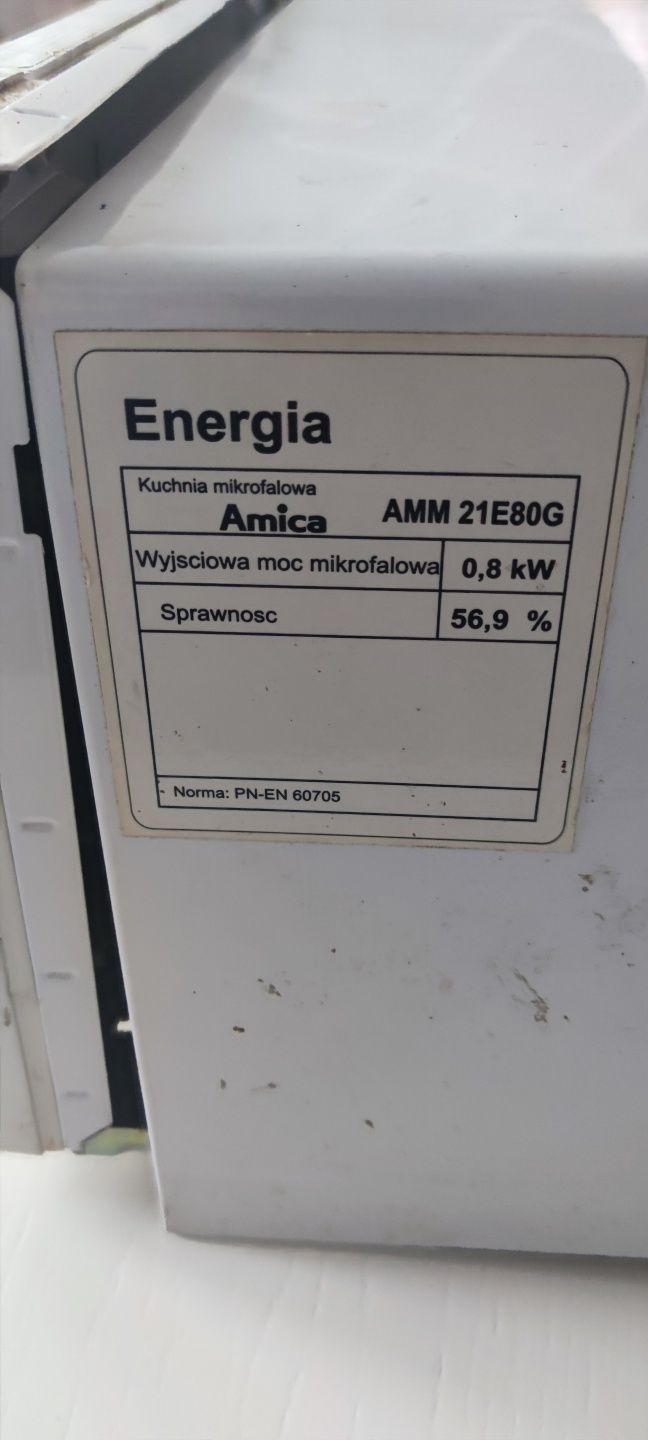 Energia
Kuchnia mikrofalowa
Amica AMM 21E80G
Wyjsciowa moc mikrofalowa 0,8 kW
Sprawnosc 56,9 %
Norma: PN-EN 60705